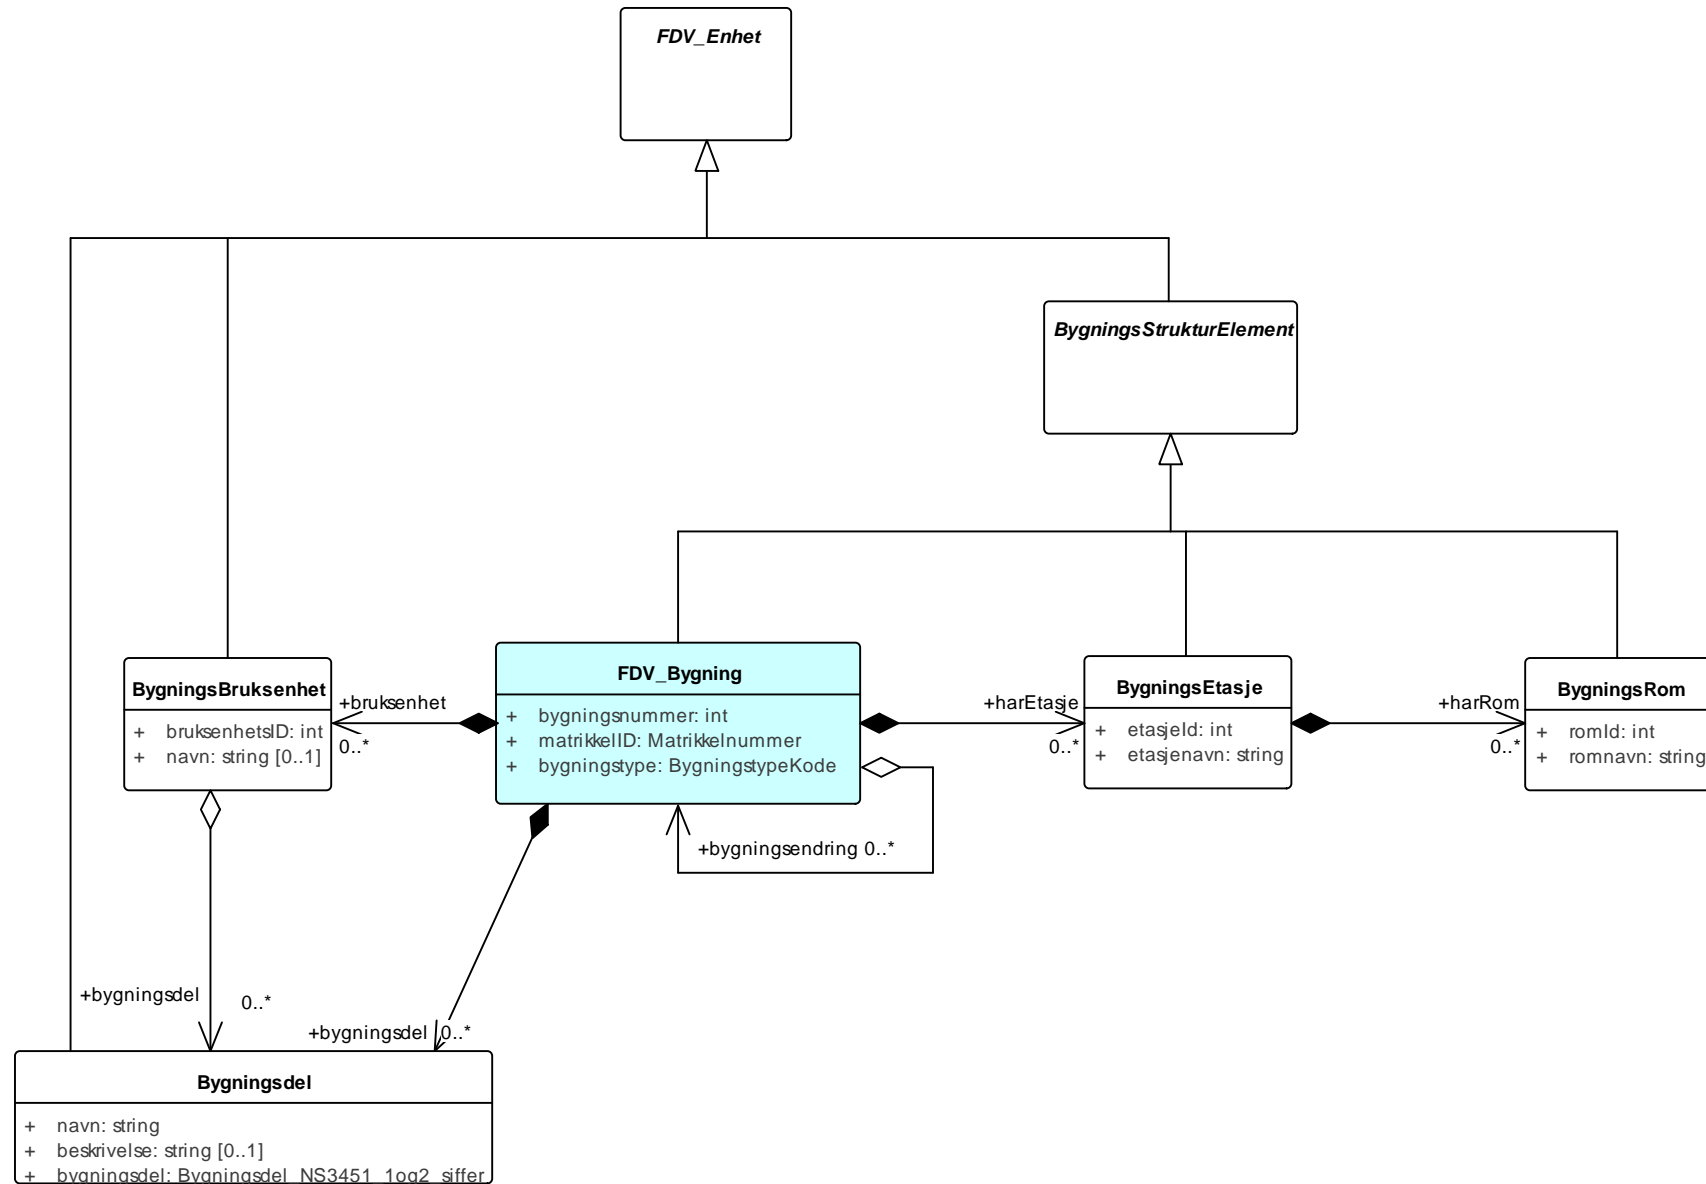 FDV_Enhet
BygningsStrukturElement
BygningsBruksenhet
+ bruksenhetsID: int
+ navn: string [0..1]
+bruksenhet
0..*
FDV_Bygning
+ bygningsnummer: int
+ matrikkelID: Matrikkelnummer
+ bygningstype: BygningstypeKode
+harEtasje
0..*
BygningsEtasje
+ etasjeId: int
+ etasjenavn: string
+harRom
0..*
BygningsRom
+ romId: int
+ romnavn: string
+bygningsendring 0..*
+bygningsdel
0..*
+bygningsdel 0..*
Bygningsdel
+ navn: string
+ beskrivelse: string [0..1]
+ bygningsdel: Bygningsdel_NS3451_1og2_siffer